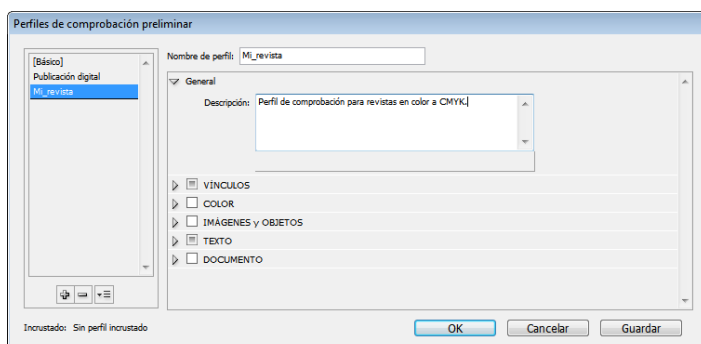 Perfiles de comprobación preliminar
[Básico]
Publicación digital
Mi_revista
Nombre de perfil: Mi_revista
General
Descripción: Perfil de comprobación para revistas en color a CMYK.
VÍNCULOS
COLOR
IMÁGENES y OBJETOS
TEXTO
DOCUMENTO
Incrustado: Sin perfil incrustado
OK Cancelar Guardar